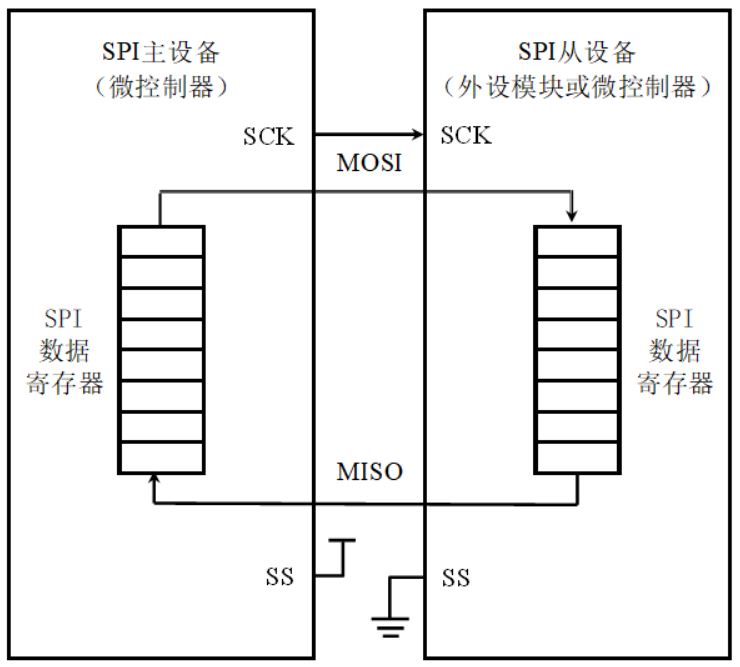 SPI主设备
（微控制器）
SPI从设备
（外设模块或微控制器）
SCK
SCK
MOSI
SPI
数据
寄存器
SPI
数据
寄存器
MISO
SS
SS